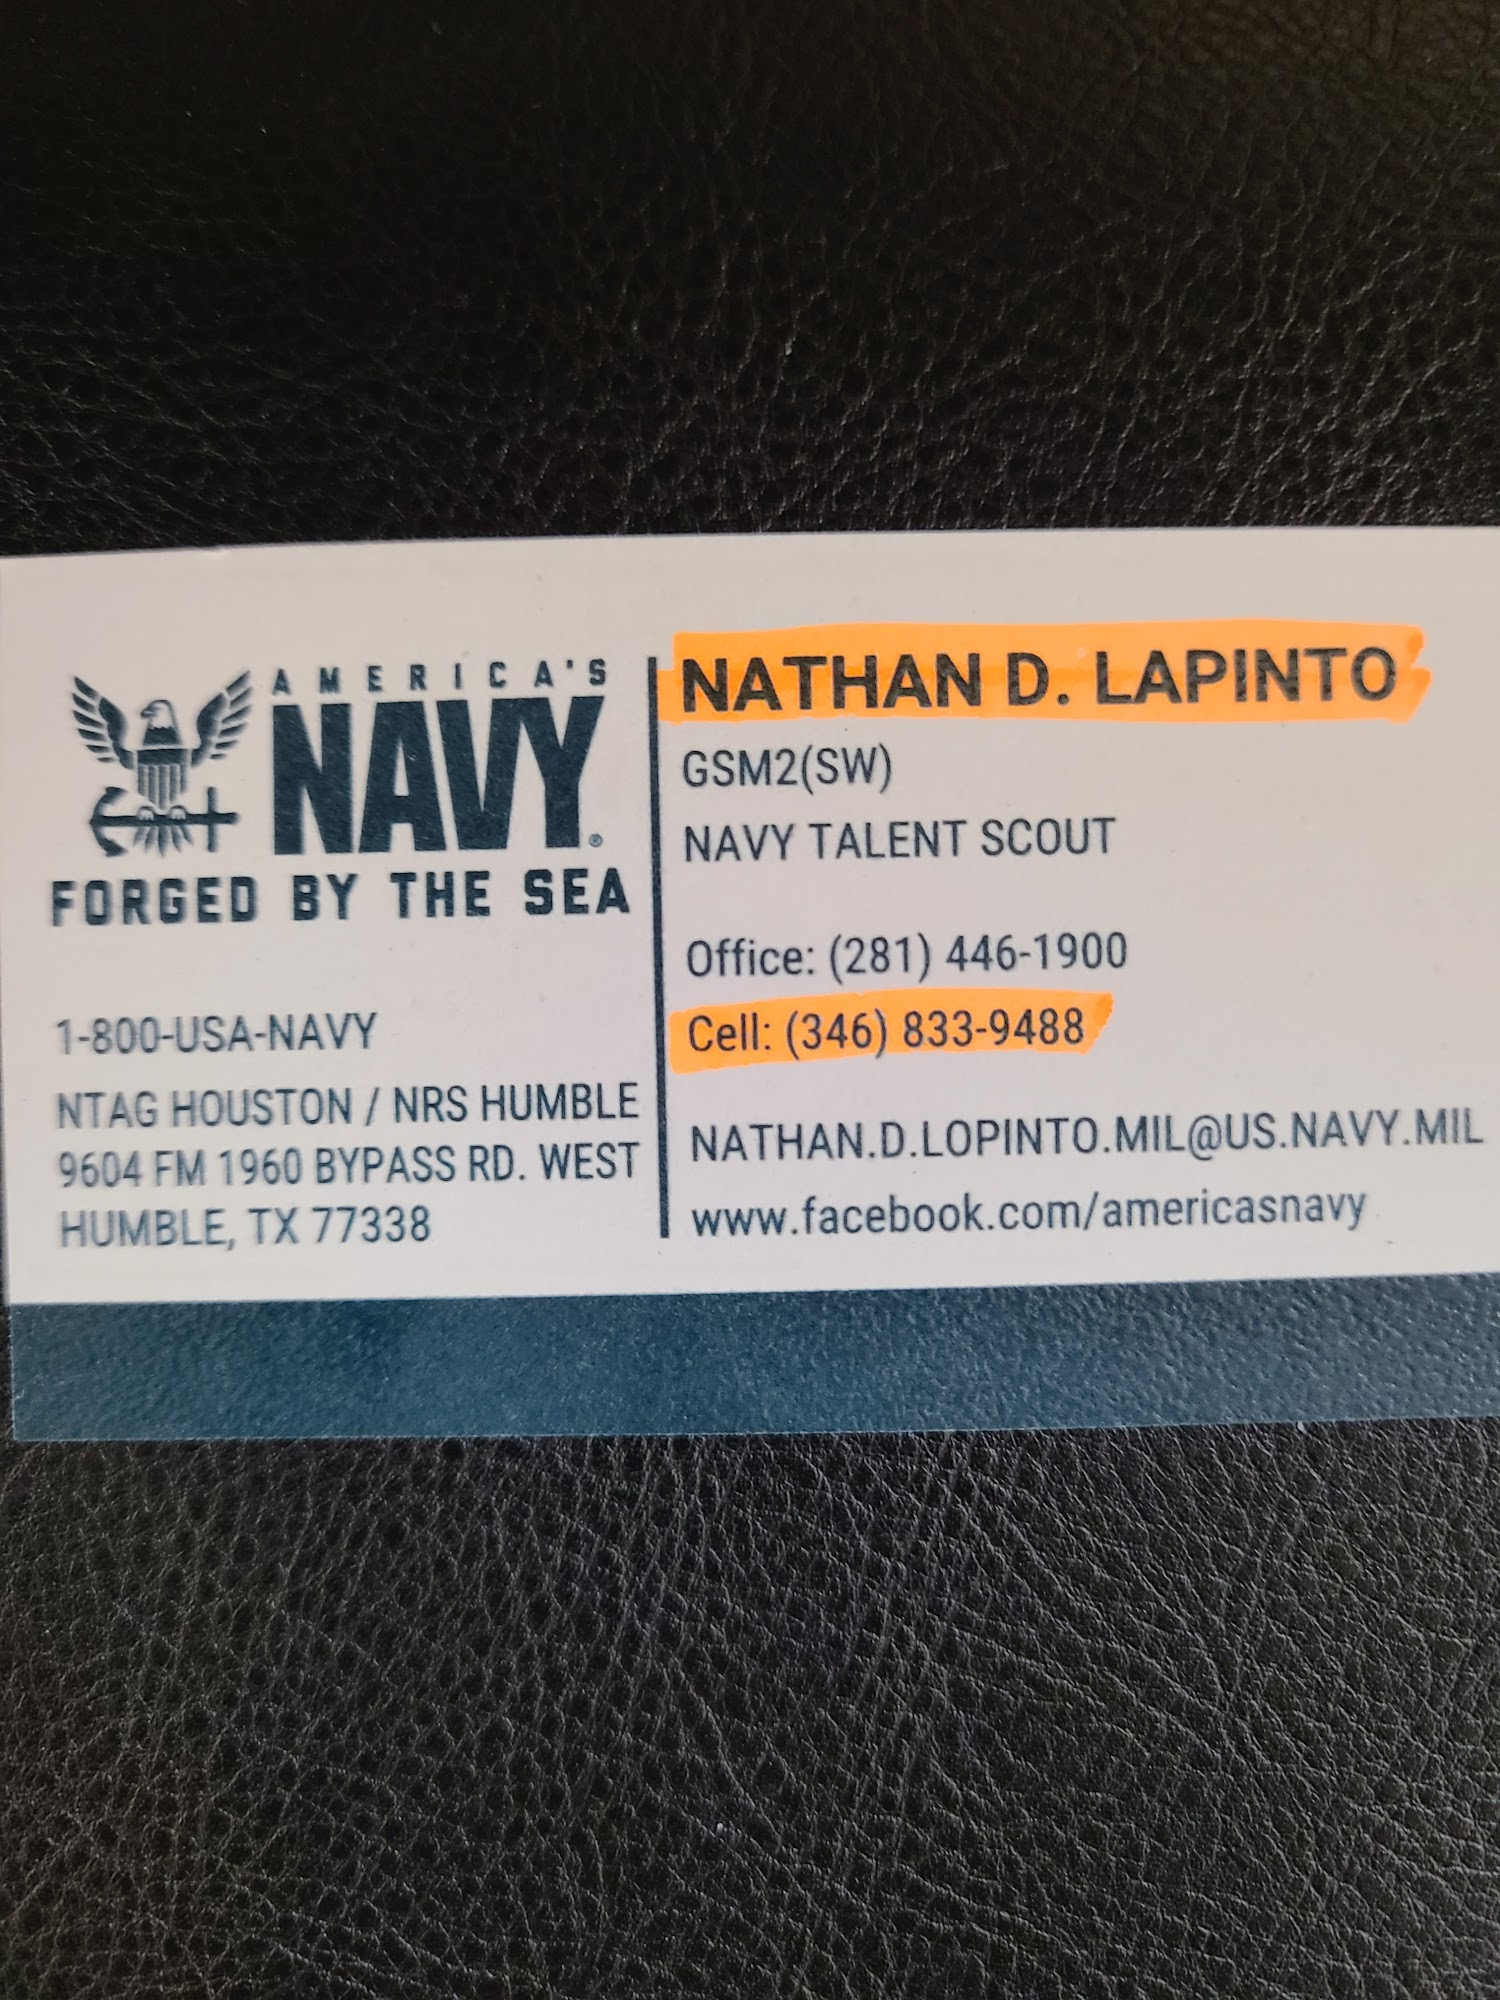 AMERICA'S
NAVY®
FORGED BY THE SEA
1-800-USA-NAVY
NTAG HOUSTON / NRS HUMBLE
9604 FM 1960 BYPASS RD. WEST
HUMBLE, TX 77338
NATHAN D. LAPINTO
GSM2(SW)
NAVY TALENT SCOUT
Office: (281) 446-1900
Cell: (346) 833-9488
NATHAN.D.LOPINTO.MIL@US.NAVY.MIL
www.facebook.com/americasnavy